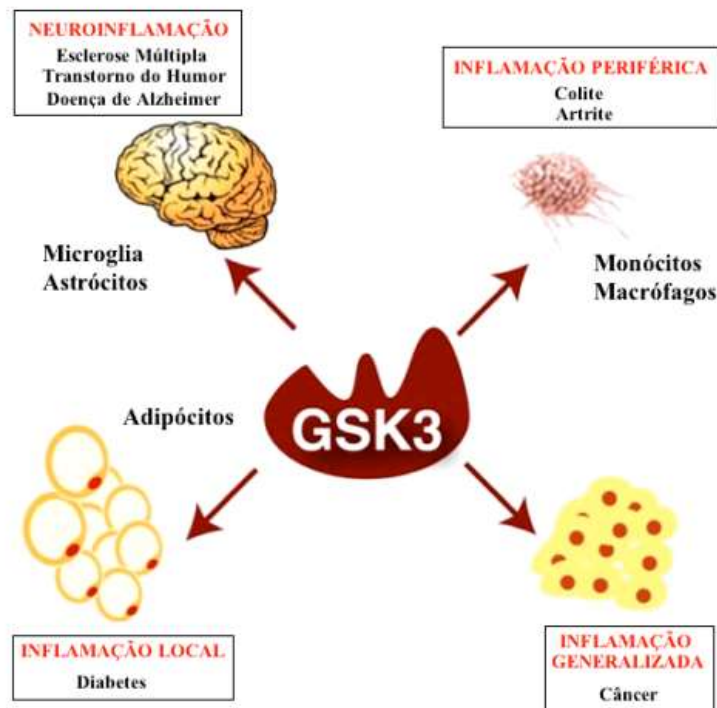 NEUROINFLAMAÇÃO
Esclerose Múltipla
Transtorno do Humor
Doença de Alzheimer
INFLAMAÇÃO PERIFÉRICA
Colite
Artrite
Microglia
Astrócitos
Monócitos
Macrófagos
Adipócitos
GSK3
INFLAMAÇÃO LOCAL
Diabetes
INFLAMAÇÃO
GENERALIZADA
Câncer